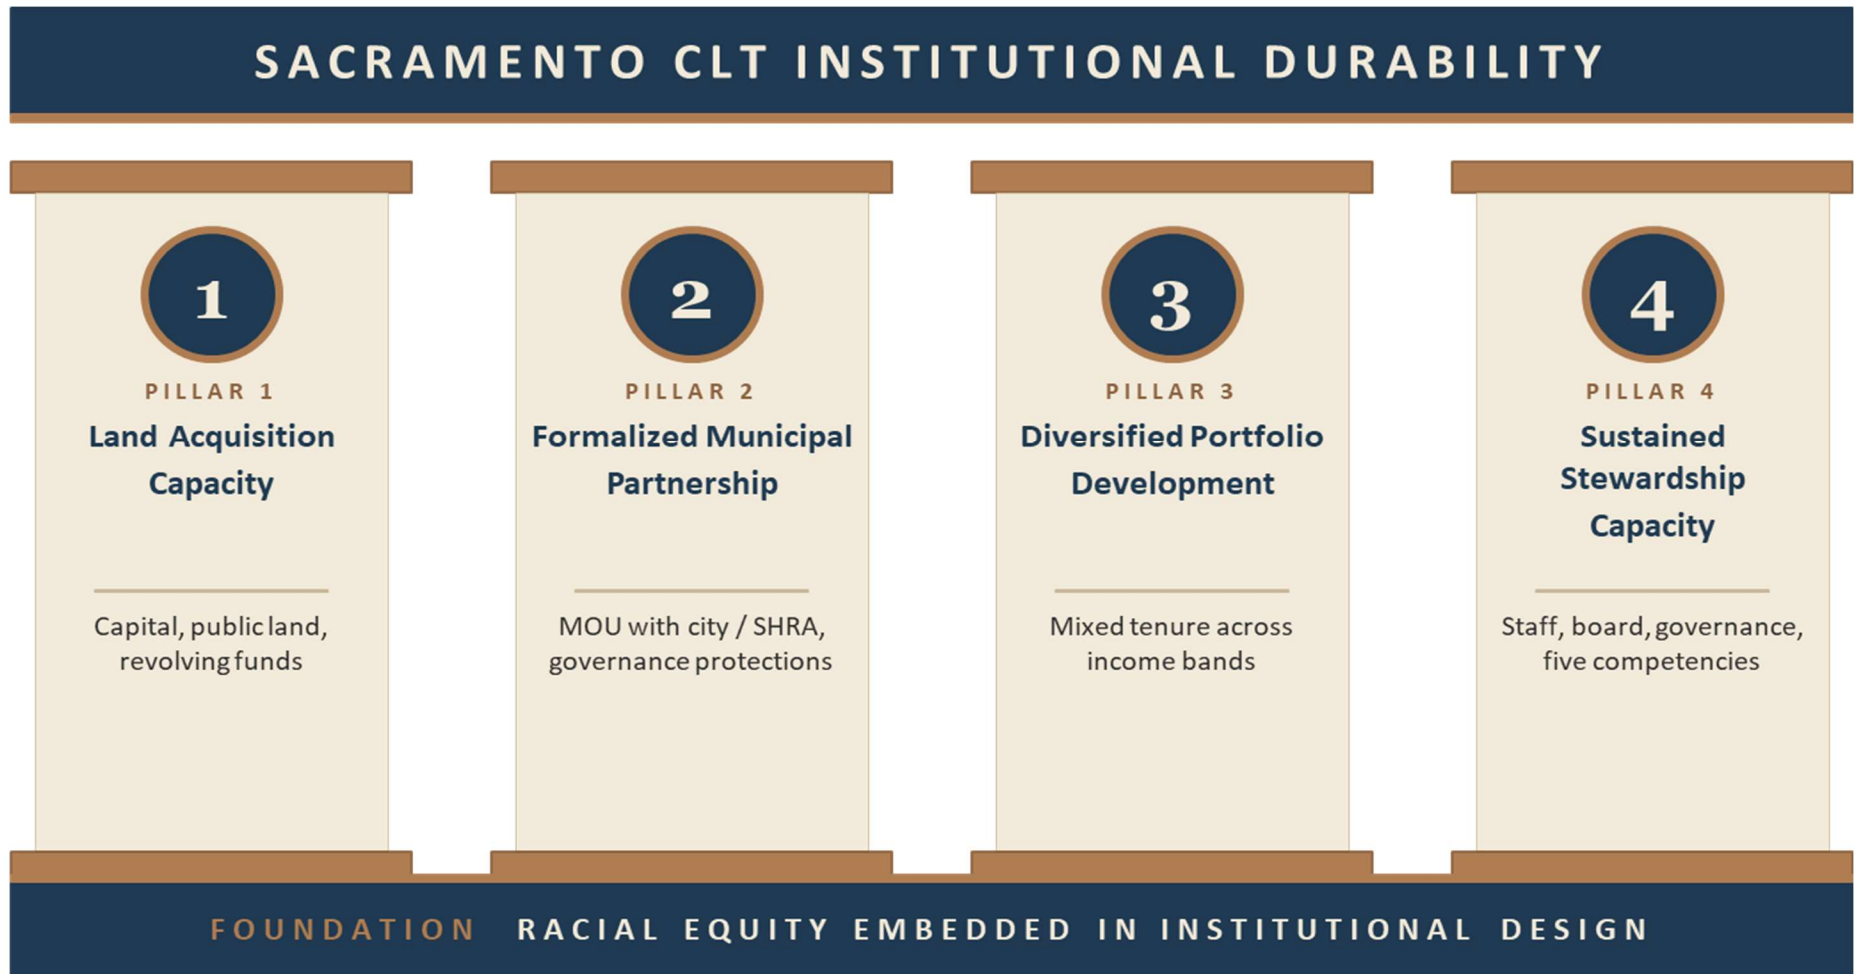 SACRAMENTO CLT INSTITUTIONAL DURABILITY
1
PILLAR 1
Land Acquisition
Capacity
Capital, public land,
revolving funds
2
PILLAR 2
Formalized Municipal
Partnership
MOU with city / SHRA,
governance protections
3
PILLAR 3
Diversified Portfolio
Development
Mixed tenure across
income bands
4
PILLAR 4
Sustained
Stewardship
Capacity
Staff, board, governance,
five competencies
FOUNDATION RACIAL EQUITY EMBEDDED IN INSTITUTIONAL DESIGN